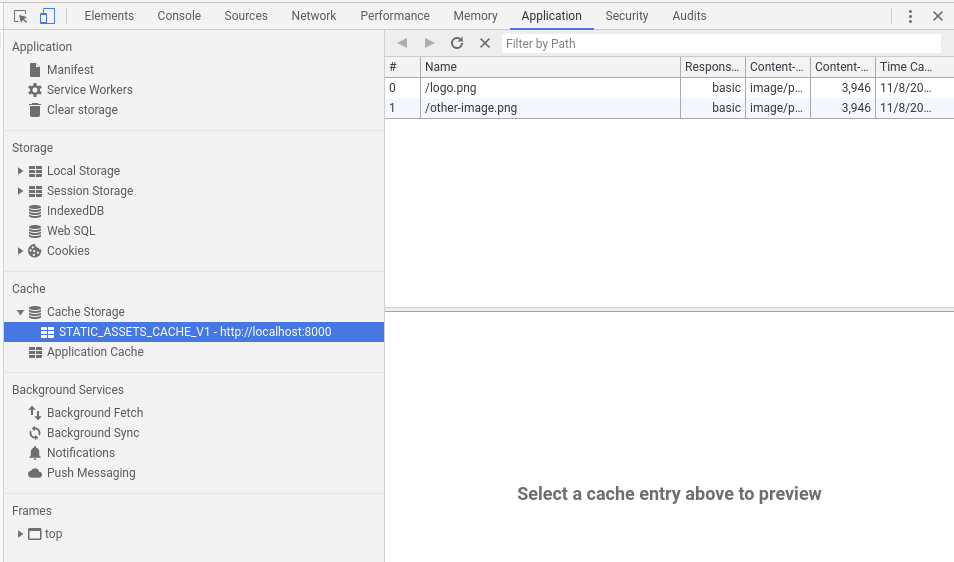 Elements Console Sources Network Performance Memory Application Security Audits
Application
Manifest
Service Workers
Clear storage
Storage
Local Storage
Session Storage
IndexedDB
Web SQL
Cookies
Cache
Cache Storage
STATIC_ASSETS_CACHE_V1 - http://localhost:8000
Application Cache
Background Services
Background Fetch
Background Sync
Notifications
Push Messaging
Frames
top
Filter by Path
# Name Respons... Content-... Content-... Time Ca...
0 /logo.png basic image/p... 3,946 11/8/20...
1 /other-image.png basic image/p... 3,946 11/8/20...
Select a cache entry above to preview